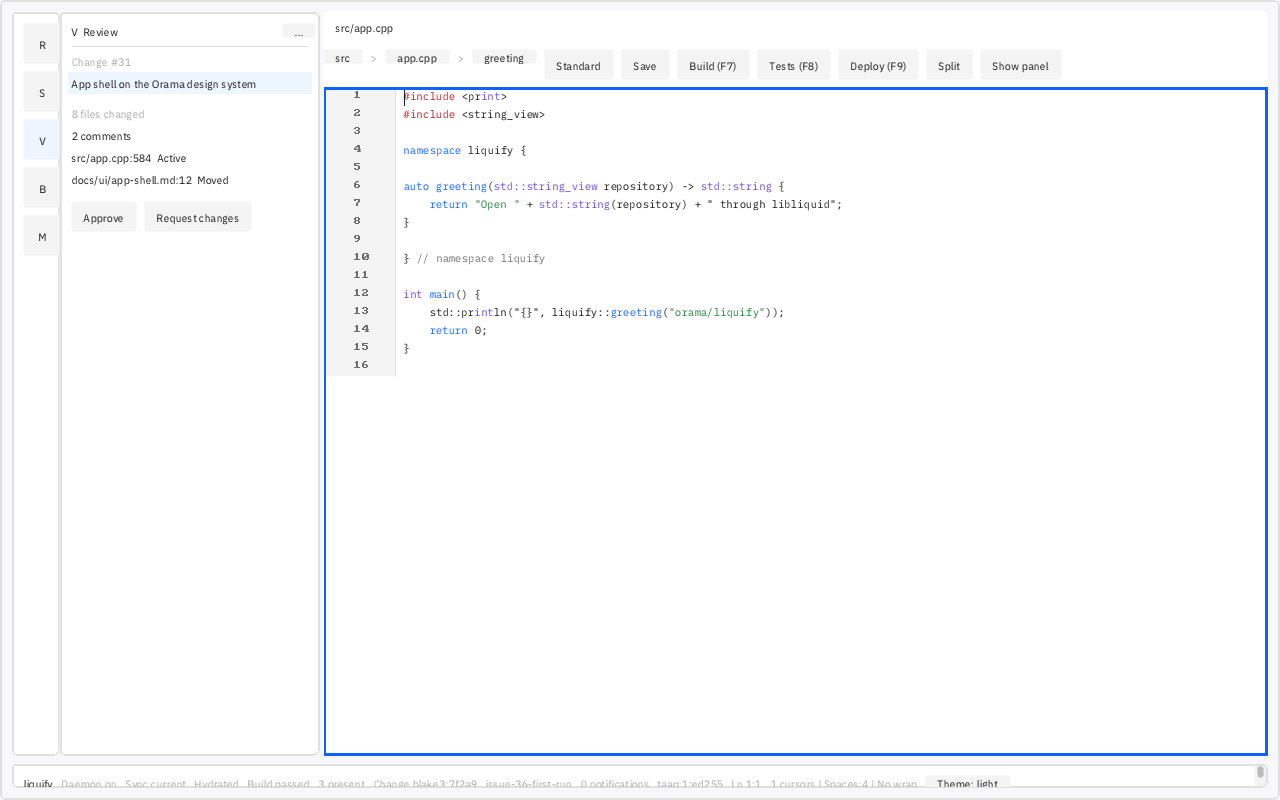 R
S
V
B
M
V Review
...
Change #31
App shell on the Orama design system
8 files changed
2 comments
src/app.cpp:584 Active
docs/ui/app-shell.md:12 Moved
Approve Request changes
src/app.cpp
src > app.cpp > greeting Standard Save Build (F7) Tests (F8) Deploy (F9) Split Show panel
1 #include <print>
2 #include <string_view>
3
4 namespace liquify {
5
6 auto greeting(std::string_view repository) -> std::string {
7     return "Open " + std::string(repository) + " through libliquid";
8 }
9
10 } // namespace liquify
11
12 int main() {
13     std::println("{}", liquify::greeting("orama/liquify"));
14     return 0;
15 }
16
liquify Daemon on Sync current Hydrated Build passed 3 present Change blake3:7f2a9 issue-36-first-run 0 notifications taap:1:ed255 Ln 1:1 1 cursors | Spaces:4 | No wrap Theme: light